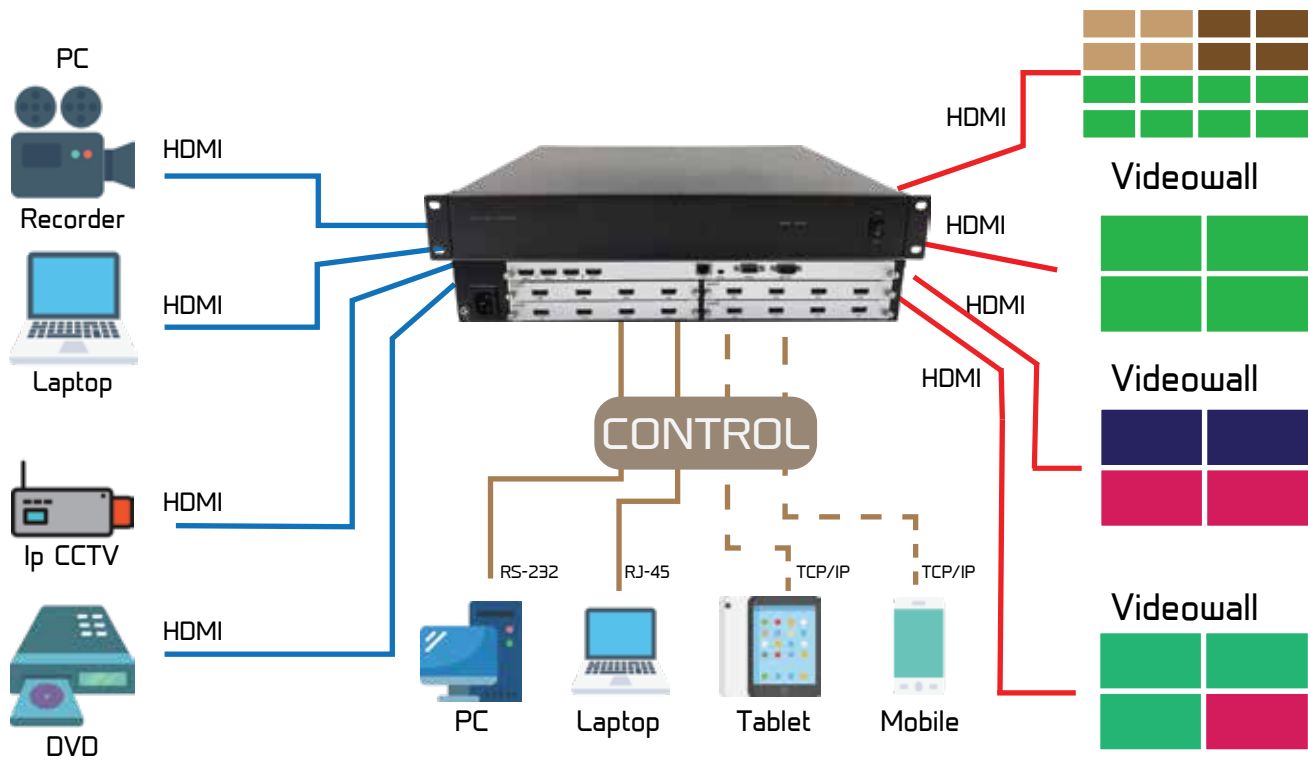 PC
HDMI
Recorder
HDMI
Laptop
HDMI
Ip CCTV
HDMI
DVD
CONTROL
RS-232
RJ-45
TCP/IP
TCP/IP
PC
Laptop
Tablet
Mobile
HDMI
HDMI
HDMI
HDMI
Videowall
Videowall
Videowall